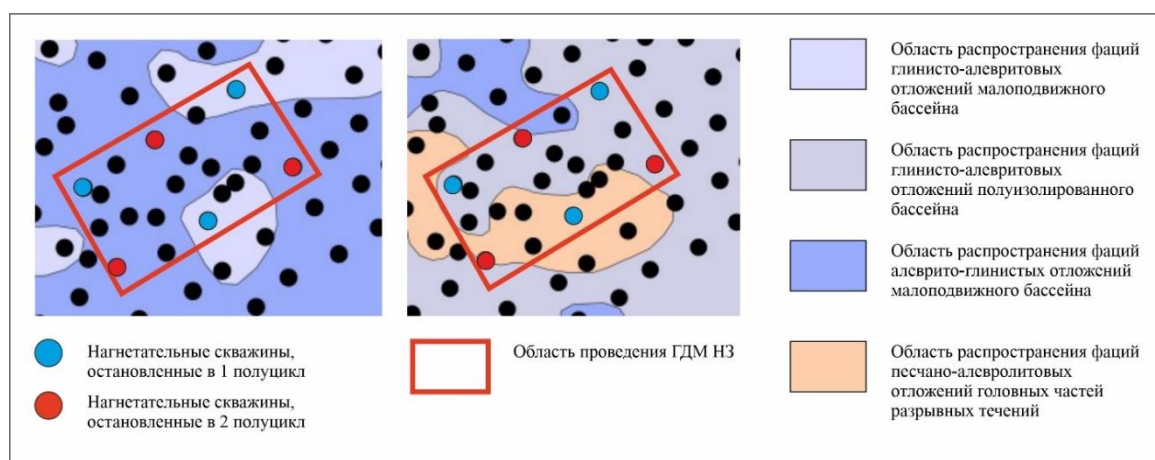 Область распространения фаций
глинисто-алевритовых
отложений малоподвижного
бассейна
Область распространения фаций
глинисто-алевритовых
отложений полуизолированного
бассейна
Область распространения фаций
алеврито-глинистых отложений
малоподвижного бассейна
Область распространения фаций
песчано-алевролитовых
отложений головных частей
разрывных течений
Нагнетательные скважины,
остановленные в 1 полуцикл
Нагнетательные скважины,
остановленные в 2 полуцикл
Область проведения ГДМ НЗ